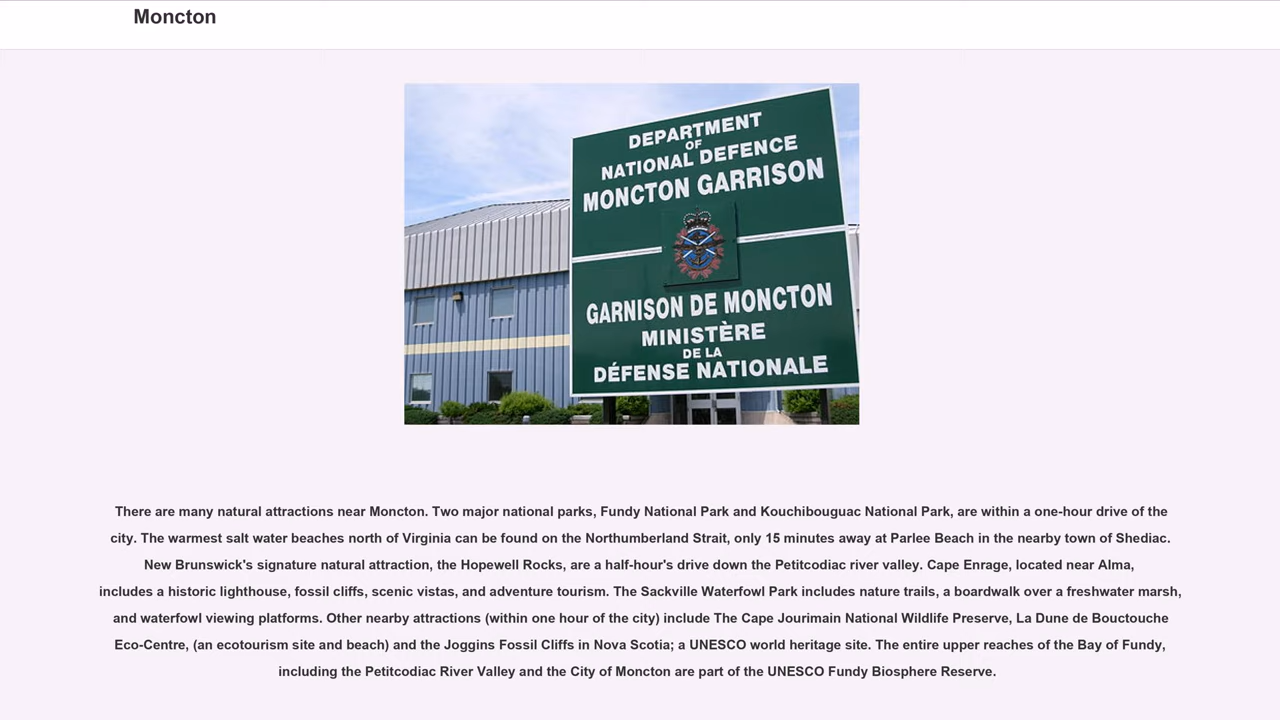 Moncton
DEPARTMENT
OF
NATIONAL DEFENCE
MONCTON GARRISON
GARNISON DE MONCTON
MINISTÈRE
DE LA
DÉFENSE NATIONALE
There are many natural attractions near Moncton. Two major national parks, Fundy National Park and Kouchibouguac National Park, are within a one-hour drive of the
city. The warmest salt water beaches north of Virginia can be found on the Northumberland Strait, only 15 minutes away at Parlee Beach in the nearby town of Shediac.
New Brunswick's signature natural attraction, the Hopewell Rocks, are a half-hour's drive down the Petitcodiac river valley. Cape Enrage, located near Alma,
includes a historic lighthouse, fossil cliffs, scenic vistas, and adventure tourism. The Sackville Waterfowl Park includes nature trails, a boardwalk over a freshwater marsh,
and waterfowl viewing platforms. Other nearby attractions (within one hour of the city) include The Cape Jourimain National Wildlife Preserve, La Dune de Bouctouche
Eco-Centre, (an ecotourism site and beach) and the Joggins Fossil Cliffs in Nova Scotia; a UNESCO world heritage site. The entire upper reaches of the Bay of Fundy,
including the Petitcodiac River Valley and the City of Moncton are part of the UNESCO Fundy Biosphere Reserve.